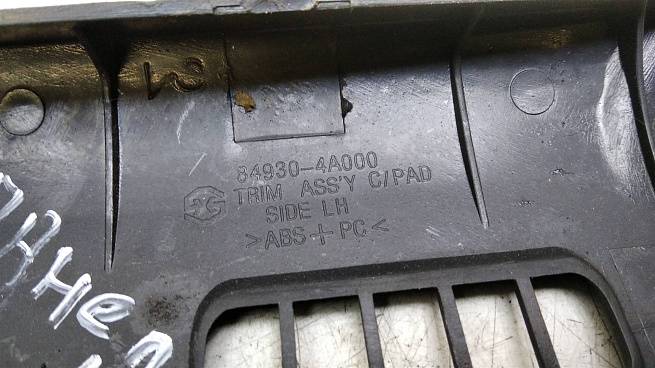 84930-4A000
TRIM ASS'Y C/PAD
SIDE LH
>ABS+PC<